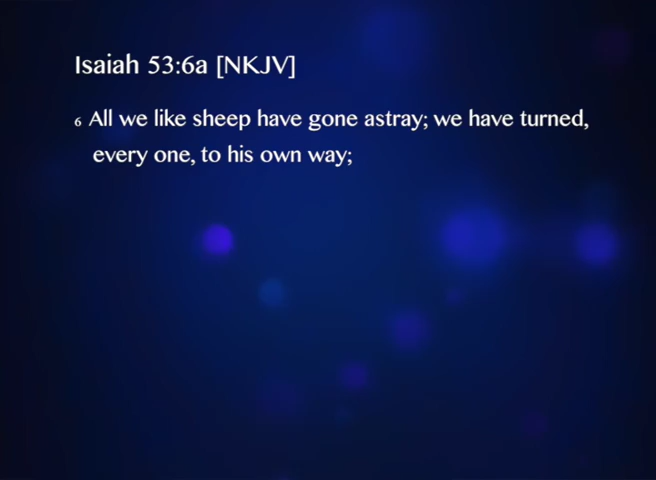 Isaiah 53:6a [NKJV]
6 All we like sheep have gone astray; we have turned,
every one, to his own way;